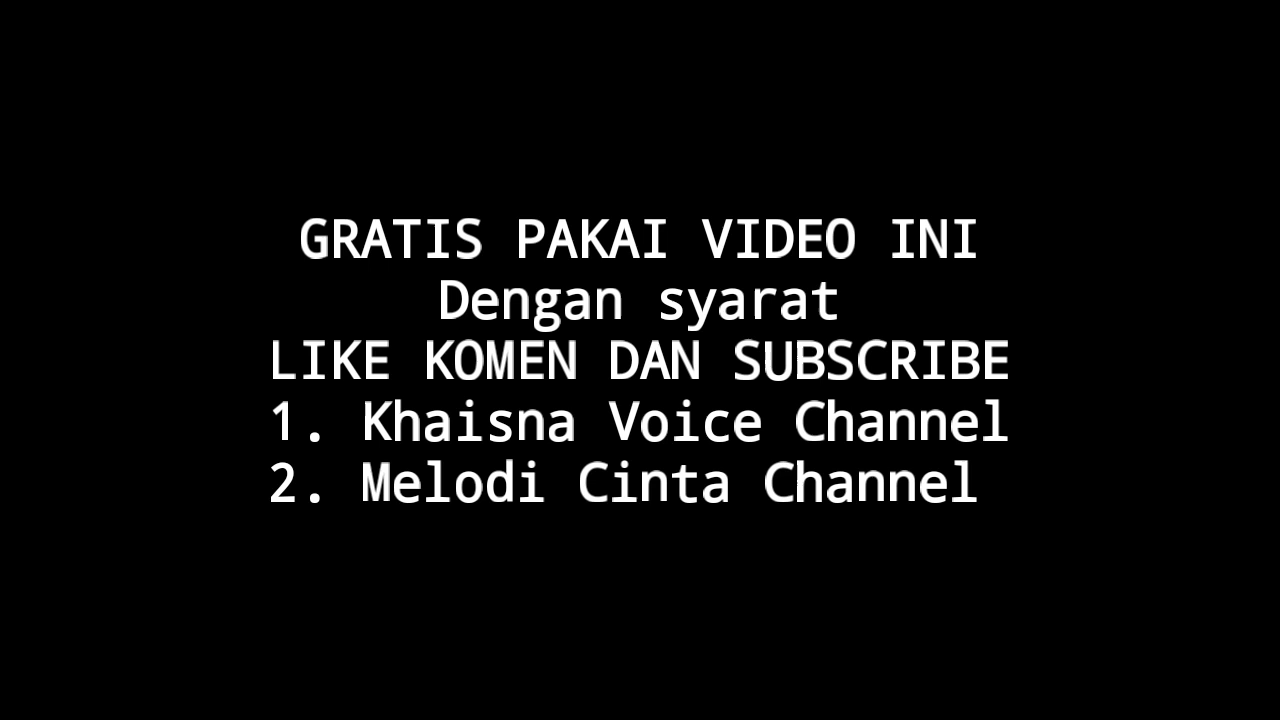 GRATIS PAKAI VIDEO INI
Dengan syarat
LIKE KOMEN DAN SUBSCRIBE
1. Khaisna Voice Channel
2. Melodi Cinta Channel